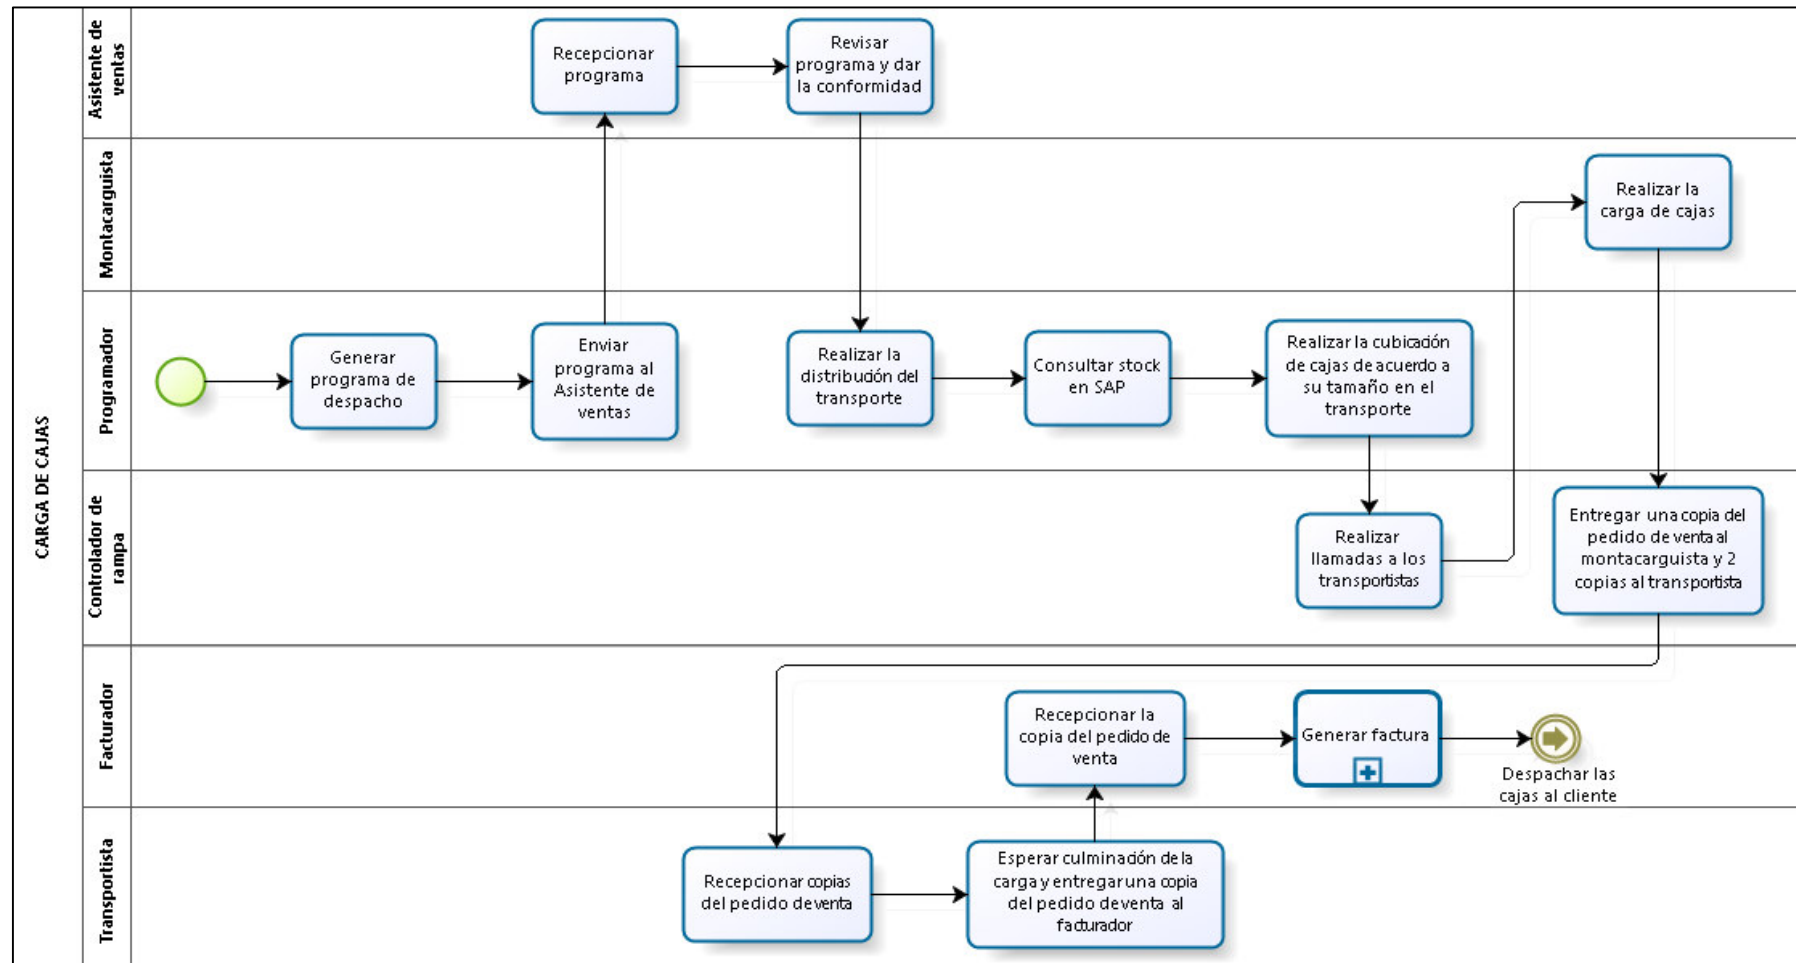 CARGA DE CAJAS
Asistente de
ventas
Recepcionar
programa
Revisar
programa y dar
la conformidad
Montacarguista
Realizar la
carga de cajas
Programador
Generar
programa de
despacho
Enviar
programa al
Asistente de
ventas
Realizar la
distribución del
transporte
Consultar stock
en SAP
Realizar la cubicación
de cajas de acuerdo a
su tamaño en el
transporte
Controlador de
rampa
Realizar
llamadas a los
transportistas
Entregar una copia del
pedido de venta al
montacarguista y 2
copias al transportista
Facturador
Recepcionar la
copia del pedido de
venta
Generar factura
Despachar las
cajas al cliente
Transportista
Recepcionar copias
del pedido de venta
Esperar culminación de la
carga y entregar una copia
del pedido de venta al
facturador